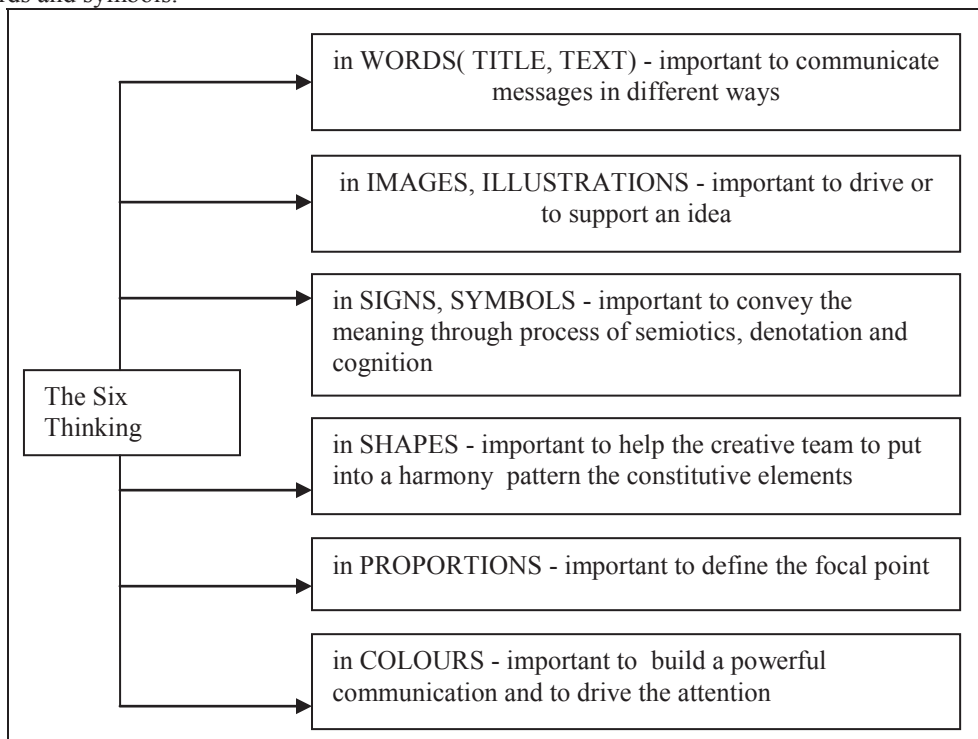 and symbols.
in WORDS( TITLE, TEXT) - important to communicate
messages in different ways
in IMAGES, ILLUSTRATIONS - important to drive or
to support an idea
in SIGNS, SYMBOLS - important to convey the
meaning through process of semiotics, denotation and
cognition
The Six
Thinking
in SHAPES - important to help the creative team to put
into a harmony pattern the constitutive elements
in PROPORTIONS - important to define the focal point
in COLOURS - important to build a powerful
communication and to drive the attention